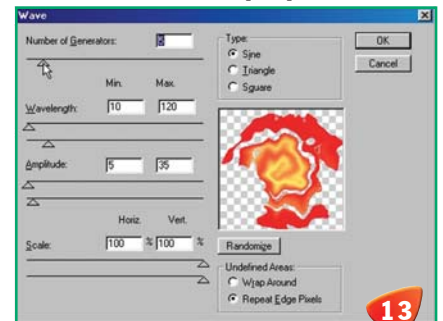 Wave
Number of Generators: 5
Min. Max.
Wavelength: 10 120
Amplitude: 5 35
Horiz. Vert.
Scale: 100 % 100 %
Type:
Sine
Triangle
Square
OK
Cancel
Randomize
Undefined Areas:
Wrap Around
Repeat Edge Pixels
13